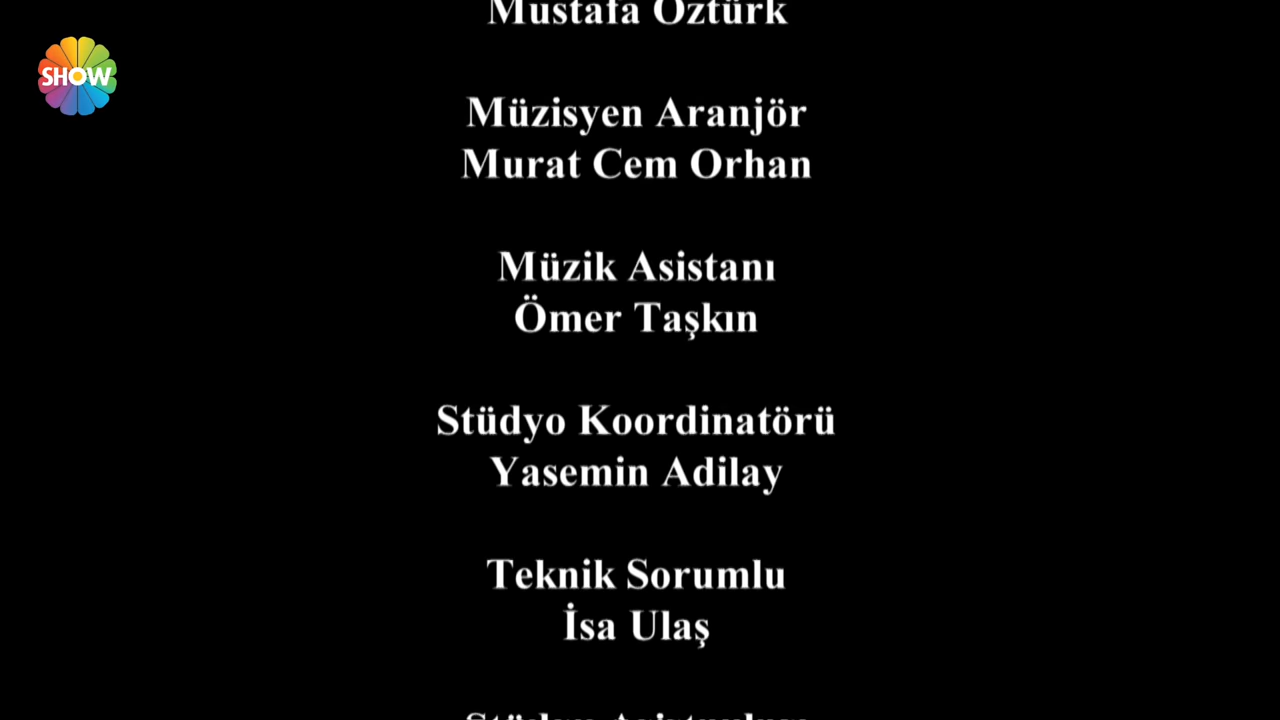 SHOW
Mustafa Öztürk
Müzisyen Aranjör
Murat Cem Orhan
Müzik Asistanı
Ömer Taşkın
Stüdyo Koordinatörü
Yasemin Adilay
Teknik Sorumlu
İsa Ulaş